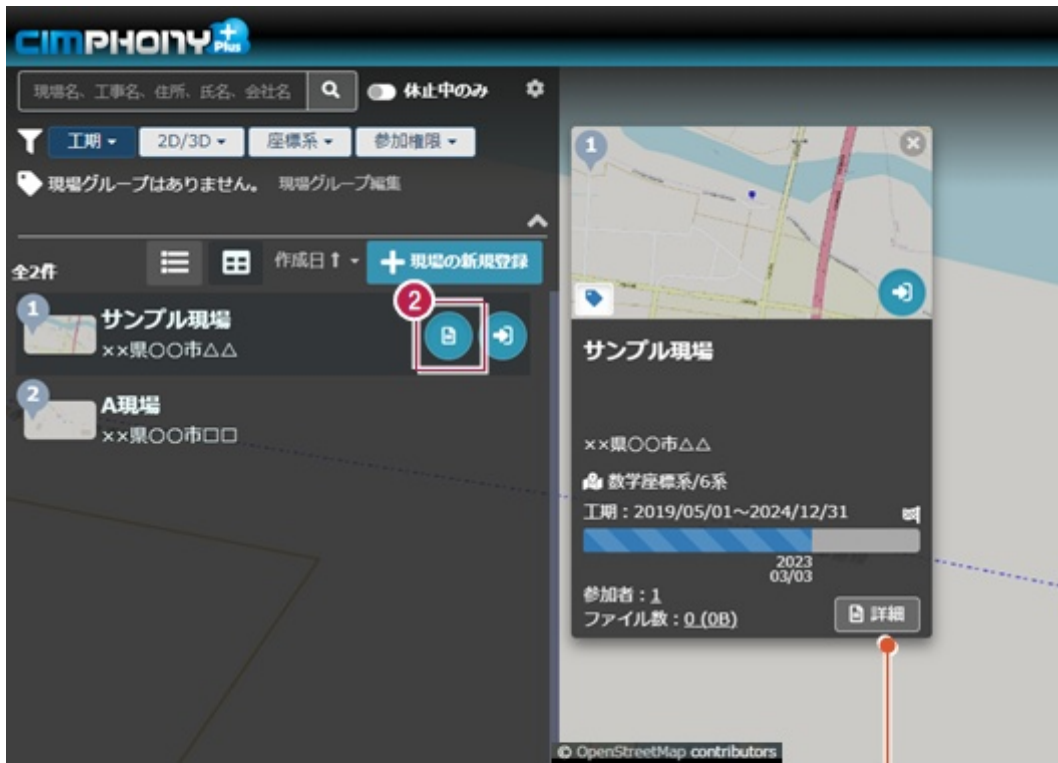 CIMPHONY Plus
現場名、工事名、住所、氏名、会社名
休止中のみ
工期
2D/3D
座標系
参加権限
現場グループはありません。 現場グループ編集
全2件
作成日↑
+現場の新規登録
1
サンプル現場
××県〇〇市△△
2
2
A現場
××県〇〇市□□
1
サンプル現場
××県〇〇市△△
数学座標系/6系
工期:2019/05/01~2024/12/31
2023
03/03
参加者:1
ファイル数:0 (0B)
詳細
© OpenStreetMap contributors